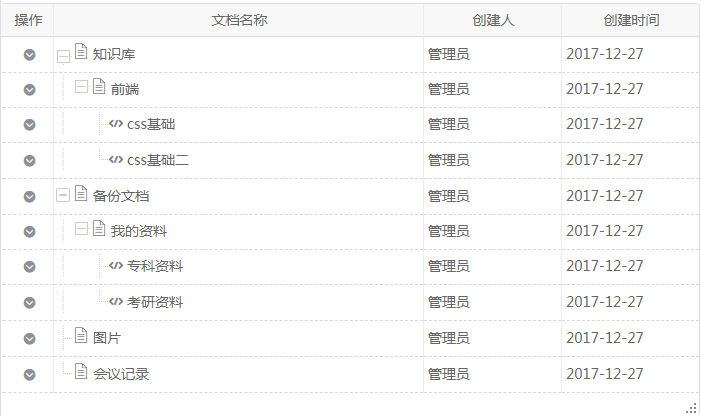 操作 文档名称 创建人 创建时间
知识库 管理员 2017-12-27
前端 管理员 2017-12-27
css基础 管理员 2017-12-27
css基础二 管理员 2017-12-27
备份文档 管理员 2017-12-27
我的资料 管理员 2017-12-27
专科资料 管理员 2017-12-27
考研资料 管理员 2017-12-27
图片 管理员 2017-12-27
会议记录 管理员 2017-12-27